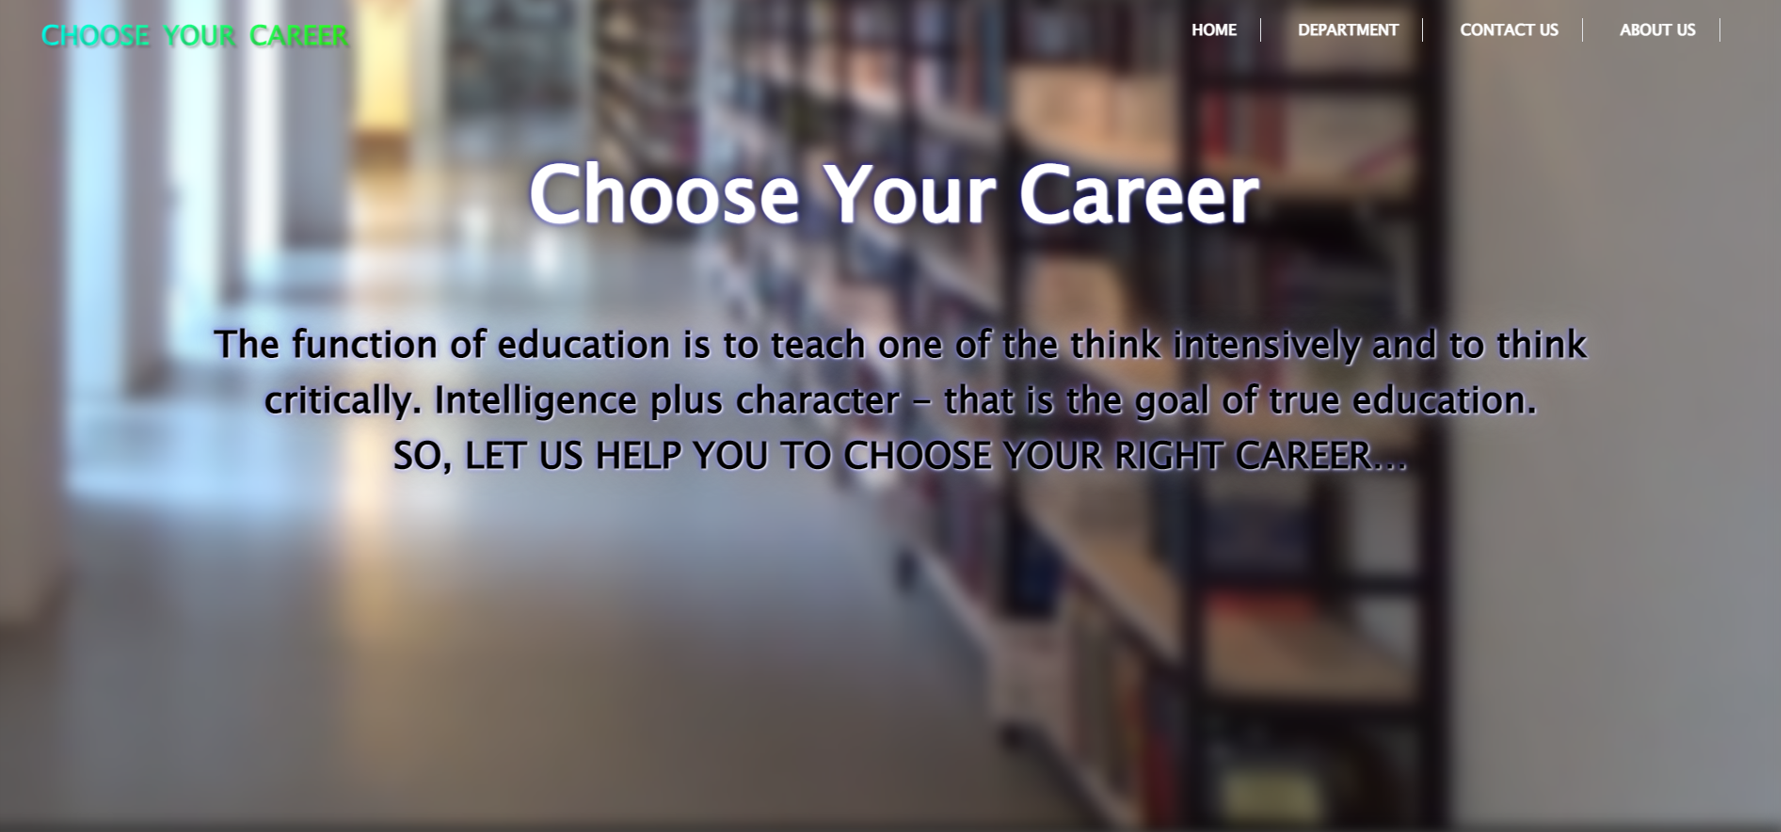 CHOOSE YOUR CAREER
HOME
DEPARTMENT
CONTACT US
ABOUT US
Choose Your Career
The function of education is to teach one of the think intensively and to think
critically. Intelligence plus character – that is the goal of true education.
SO, LET US HELP YOU TO CHOOSE YOUR RIGHT CAREER...